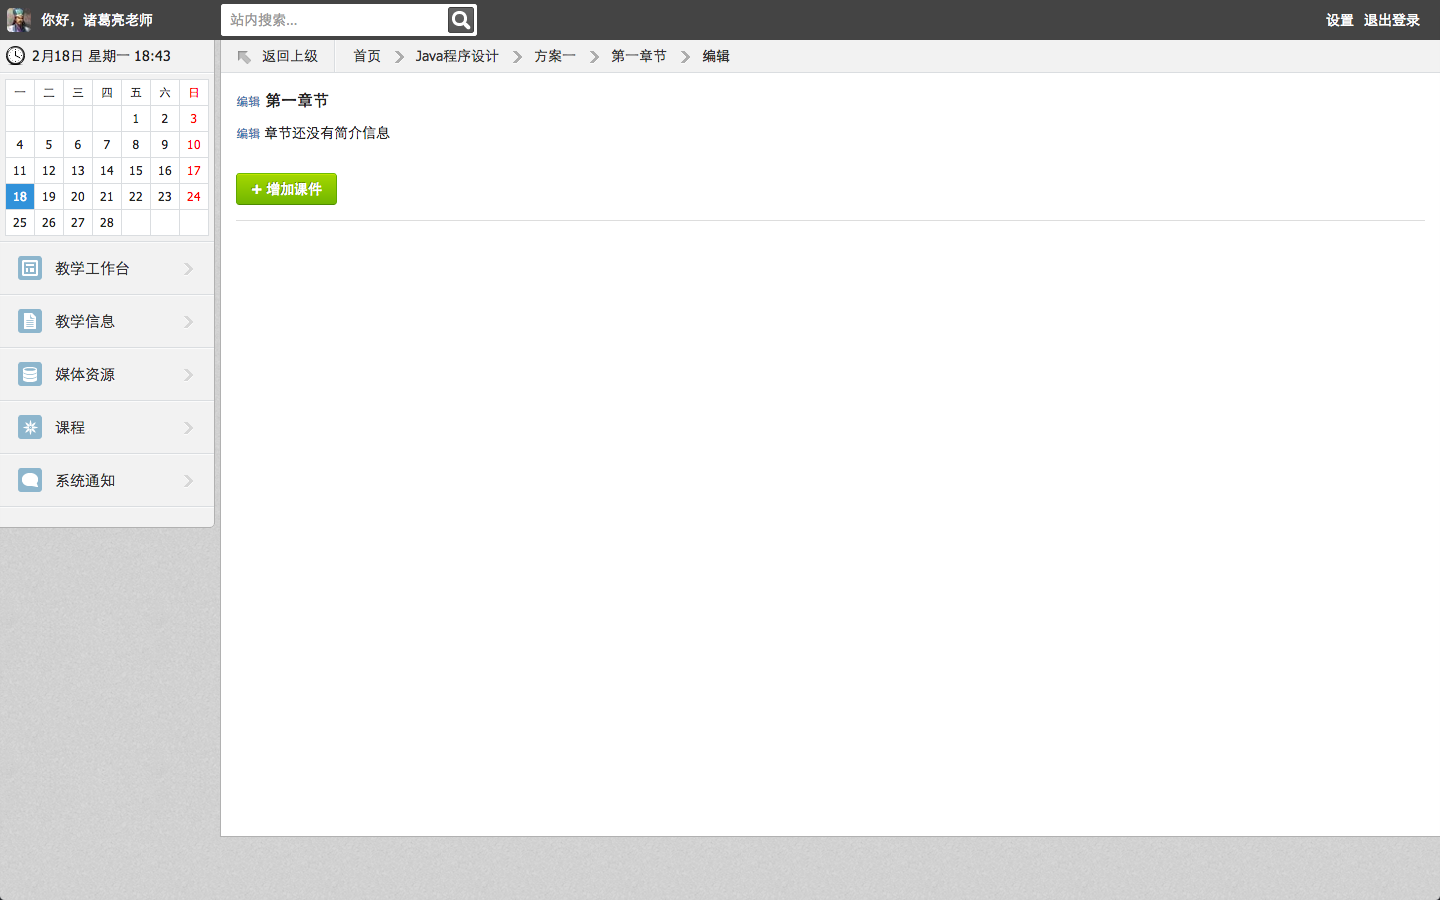 你好，诸葛亮老师
站内搜索...
设置 退出登录
2月18日 星期一 18:43
返回上级 首页 Java程序设计 方案一 第一章节 编辑
一 二 三 四 五 六 日
1 2 3
4 5 6 7 8 9 10
11 12 13 14 15 16 17
18 19 20 21 22 23 24
25 26 27 28
教学工作台
教学信息
媒体资源
课程
系统通知
编辑 第一章节
编辑 章节还没有简介信息
+ 增加课件